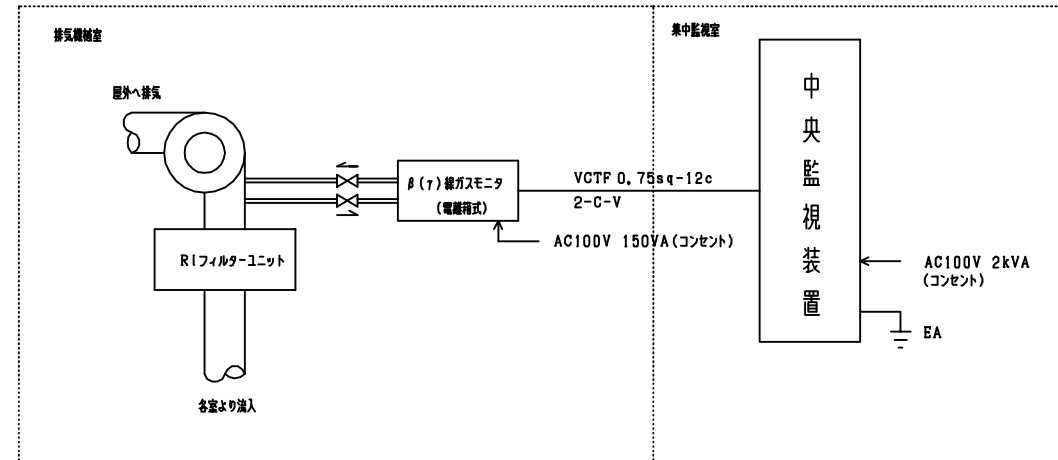 排気機械室
集中監視室
屋外へ排気
中央監視装置
β(γ)線ガスモニタ
(電離箱式)
VCTF 0.75sq-12c
2-C-V
AC100V 150VA(コンセント)
RIフィルターユニット
AC100V 2kVA
(コンセント)
EA
各室より流入